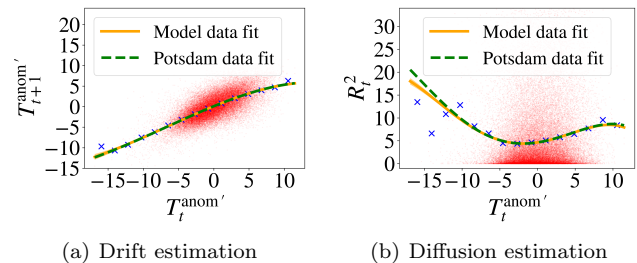 20
15
10
5
0
−5
−10
−15
T_{t+1}^{anom′}
Model data fit
Potsdam data fit
−15 −10 −5 0 5 10
T_t^{anom′}
(a) Drift estimation
30
25
20
15
10
5
0
R_t^2
Model data fit
Potsdam data fit
−15 −10 −5 0 5 10
T_t^{anom′}
(b) Diffusion estimation